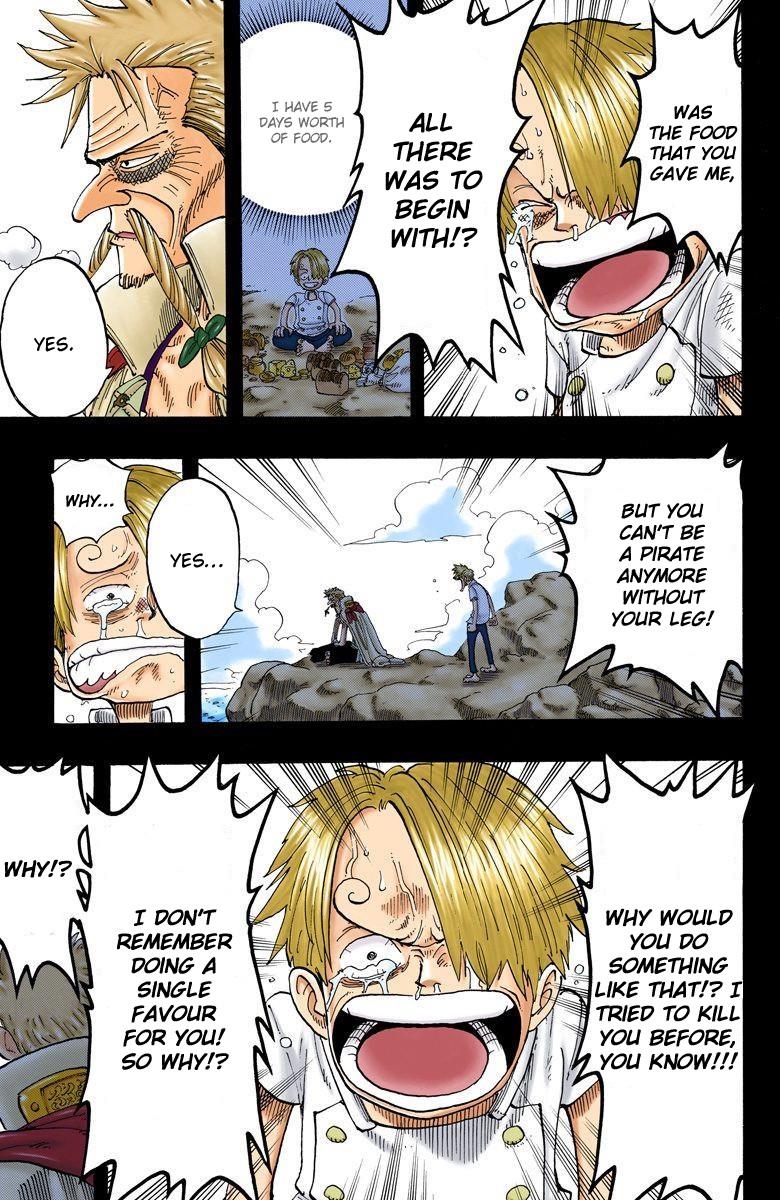 WAS
THE FOOD
THAT YOU
GAVE ME,
ALL
THERE
WAS TO
BEGIN
WITH!?
I HAVE 5
DAYS WORTH
OF FOOD.
YES.
BUT YOU
CAN'T BE
A PIRATE
ANYMORE
WITHOUT
YOUR LEG!
YES...
WHY...
WHY WOULD
YOU DO
SOMETHING
LIKE THAT!? I
TRIED TO KILL
YOU BEFORE,
YOU KNOW!!!
I DON'T
REMEMBER
DOING A
SINGLE
FAVOUR
FOR YOU!
SO WHY!?
WHY!?